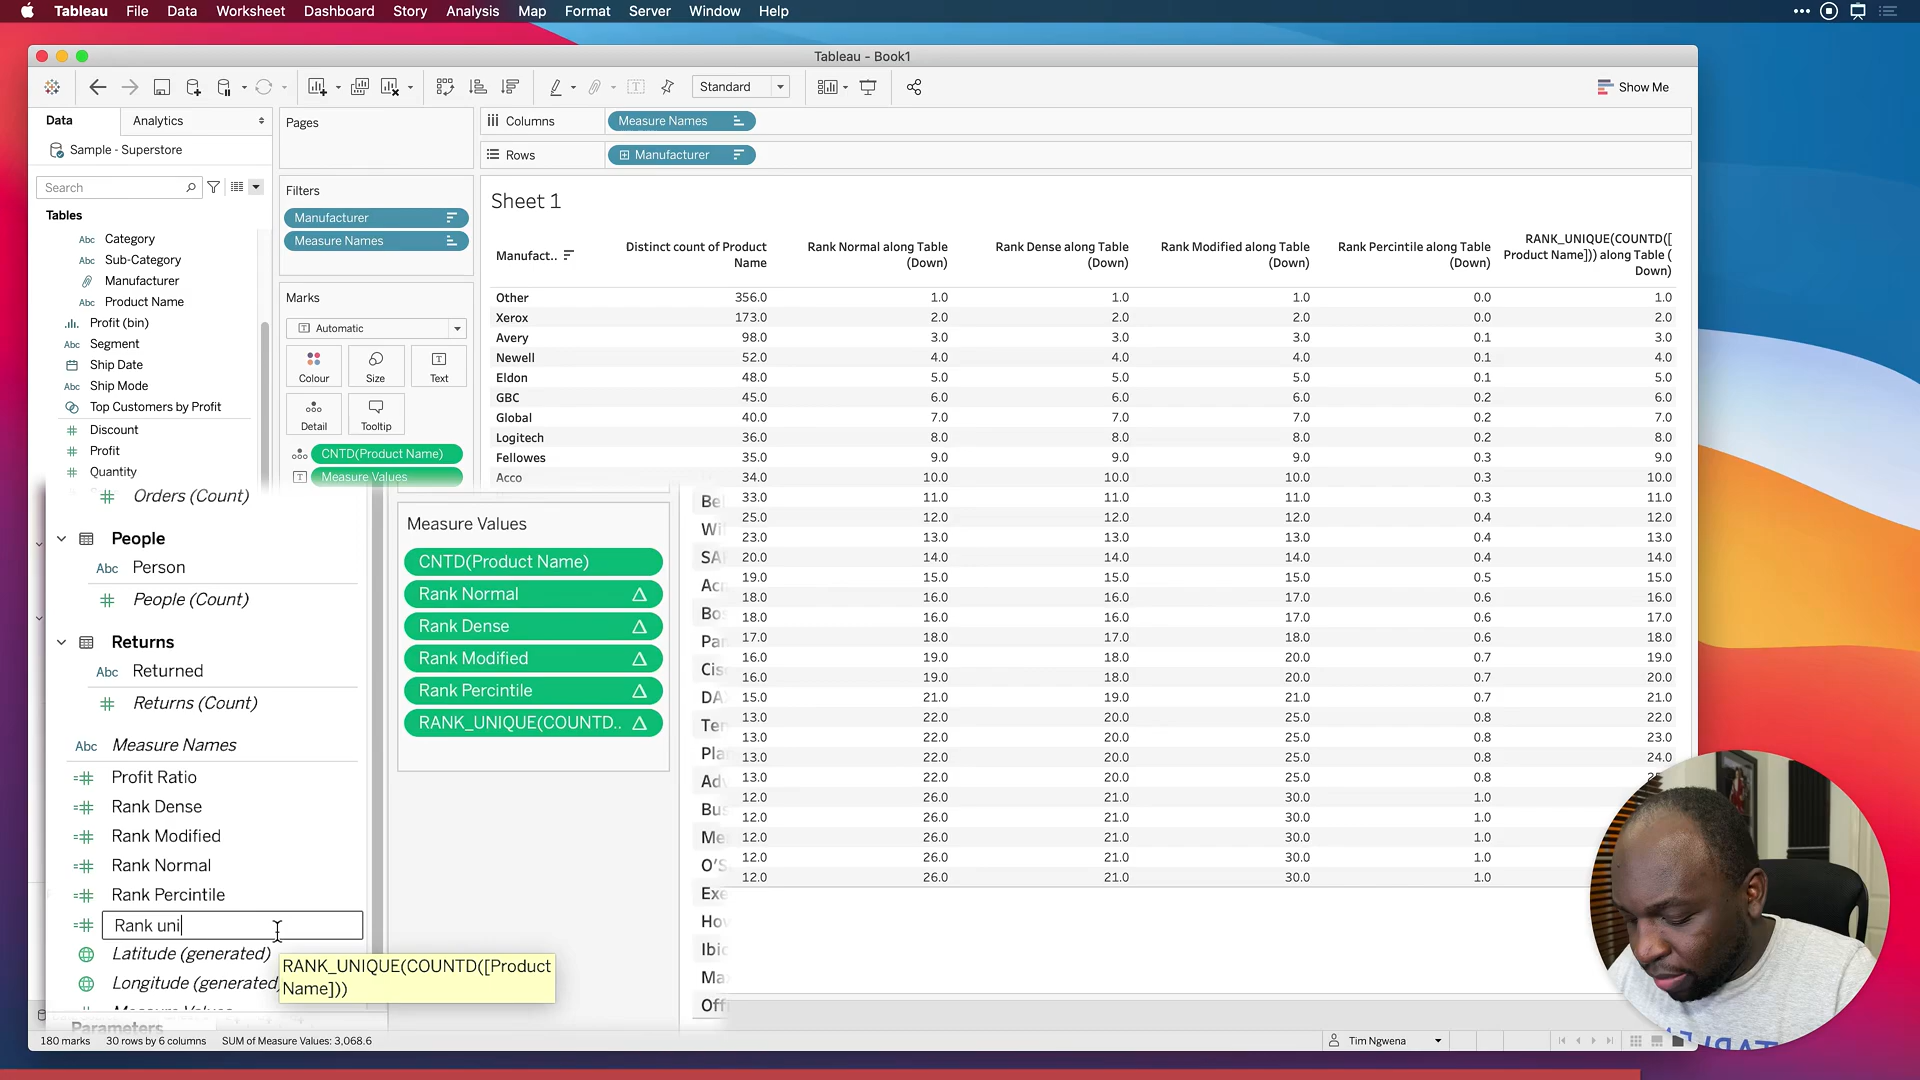 Tableau File Data Worksheet Dashboard Story Analysis Map Format Server Window Help
Tableau - Book1
Standard
Show Me
Data
Analytics
Sample - Superstore
Search
Tables
Category
Sub-Category
Manufacturer
Product Name
Profit (bin)
Segment
Ship Date
Ship Mode
Top Customers by Profit
Discount
Profit
Quantity
Orders (Count)
People
Person
People (Count)
Returns
Returned
Returns (Count)
Measure Names
Profit Ratio
Rank Dense
Rank Modified
Rank Normal
Rank Percintile
Rank uni
Latitude (generated)
Longitude (generated)
Measure Values
Parameters
RANK_UNIQUE(COUNTD([Product
Name]))
Pages
Filters
Manufacturer
Measure Names
Marks
Automatic
Colour Size Text
Detail Tooltip
CNTD(Product Name)
Measure Values
Measure Values
CNTD(Product Name)
Rank Normal
Rank Dense
Rank Modified
Rank Percintile
RANK_UNIQUE(COUNTD..
Columns
Measure Names
Rows
Manufacturer
Sheet 1
Manufact..
Distinct count of Product
Name
Rank Normal along Table
(Down)
Rank Dense along Table
(Down)
Rank Modified along Table
(Down)
Rank Percintile along Table
(Down)
RANK_UNIQUE(COUNTD([
Product Name])) along Table (
Down)
Other 356.0 1.0 1.0 1.0 0.0 1.0
Xerox 173.0 2.0 2.0 2.0 0.0 2.0
Avery 98.0 3.0 3.0 3.0 0.1 3.0
Newell 52.0 4.0 4.0 4.0 0.1 4.0
Eldon 48.0 5.0 5.0 5.0 0.1 5.0
GBC 45.0 6.0 6.0 6.0 0.2 6.0
Global 40.0 7.0 7.0 7.0 0.2 7.0
Logitech 36.0 8.0 8.0 8.0 0.2 8.0
Fellowes 35.0 9.0 9.0 9.0 0.3 9.0
Acco 34.0 10.0 10.0 10.0 0.3 10.0
Bel 33.0 11.0 11.0 11.0 0.3 11.0
Wil 25.0 12.0 12.0 12.0 0.4 12.0
23.0 13.0 13.0 13.0 0.4 13.0
SA 20.0 14.0 14.0 14.0 0.4 14.0
Acm 19.0 15.0 15.0 15.0 0.5 15.0
18.0 16.0 16.0 17.0 0.6 16.0
Bos 18.0 16.0 16.0 17.0 0.6 17.0
Pan 17.0 18.0 17.0 18.0 0.6 18.0
Cisc 16.0 19.0 18.0 20.0 0.7 19.0
16.0 19.0 18.0 20.0 0.7 20.0
DA 15.0 21.0 19.0 21.0 0.7 21.0
Ten 13.0 22.0 20.0 25.0 0.8 22.0
13.0 22.0 20.0 25.0 0.8 23.0
Pla 13.0 22.0 20.0 25.0 0.8 24.0
Adv 13.0 22.0 20.0 25.0 0.8
Bus 12.0 26.0 21.0 30.0 1.0
12.0 26.0 21.0 30.0 1.0
Me 12.0 26.0 21.0 30.0 1.0
O'S 12.0 26.0 21.0 30.0 1.0
12.0 26.0 21.0 30.0 1.0
Exe
Hov
Ibic
Ma
Offi
180 marks
30 rows by 6 columns
SUM of Measure Values: 3,068.6
Tim Ngwena